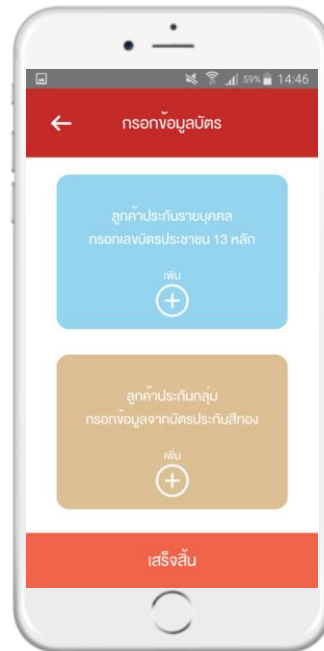 59% 14:46
กรอกข้อมูลบัตร
ลูกค้าประกันรายบุคคล
กรอกเลขบัตรประชาชน 13 หลัก
เพิ่ม
ลูกค้าประกันกลุ่ม
กรอกข้อมูลจากบัตรประกันสีทอง
เพิ่ม
เสร็จสิ้น